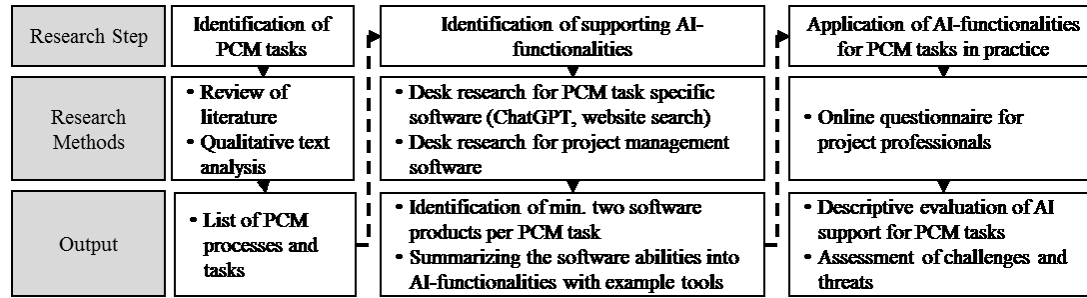 Research Step
Identification of
PCM tasks
Identification of supporting AI-
functionalities
Application of AI-functionalities
for PCM tasks in practice
Research
Methods
• Review of
literature
• Qualitative text
analysis
• Desk research for PCM task specific
software (ChatGPT, website search)
• Desk research for project management
software
• Online questionnaire for
project professionals
Output
• List of PCM
processes and
tasks
• Identification of min. two software
products per PCM task
• Summarizing the software abilities into
AI-functionalities with example tools
• Descriptive evaluation of AI
support for PCM tasks
• Assessment of challenges and
threats